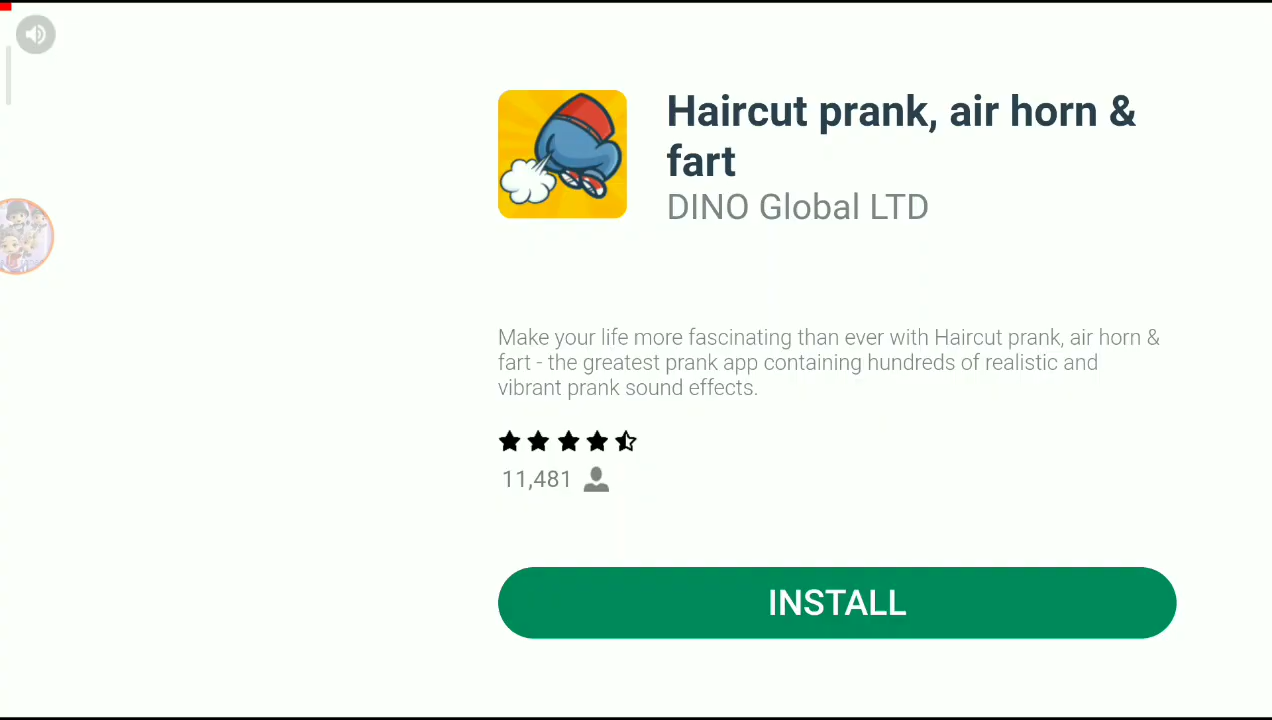 Haircut prank, air horn &
fart
DINO Global LTD
Make your life more fascinating than ever with Haircut prank, air horn &
fart - the greatest prank app containing hundreds of realistic and
vibrant prank sound effects.
11,481
INSTALL